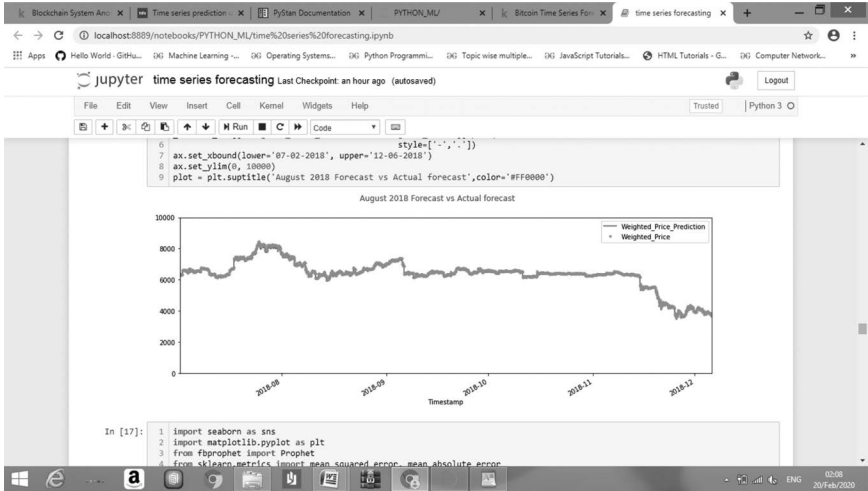 Blockchain System Ano
Time series prediction
PyStan Documentation
PYTHON_ML/
Bitcoin Time Series For
time series forecasting
localhost:8889/notebooks/PYTHON_ML/time%20series%20forecasting.ipynb
Apps
Hello World · GitHu...
Machine Learning -...
Operating Systems...
Python Programmi...
Topic wise multiple...
JavaScript Tutorials...
HTML Tutorials - G...
Computer Network...
»
jupyter time series forecasting Last Checkpoint: an hour ago (autosaved)
Logout
File Edit View Insert Cell Kernel Widgets Help
Trusted Python 3
Run Code
6 style=['-','.'])
7 ax.set_xbound(lower='07-02-2018', upper='12-06-2018')
8 ax.set_ylim(0, 10000)
9 plot = plt.suptitle('August 2018 Forecast vs Actual forecast',color='#FF0000')
August 2018 Forecast vs Actual forecast
10000
8000
6000
4000
2000
0
Weighted_Price_Prediction
Weighted_Price
2018-08
2018-09
2018-10
2018-11
2018-12
Timestamp
In [17]:
1 import seaborn as sns
2 import matplotlib.pyplot as plt
3 from fbprophet import Prophet
4 from sklearn.metrics import mean_squared_error, mean_absolute_error
ENG
02:08
20/Feb/2020